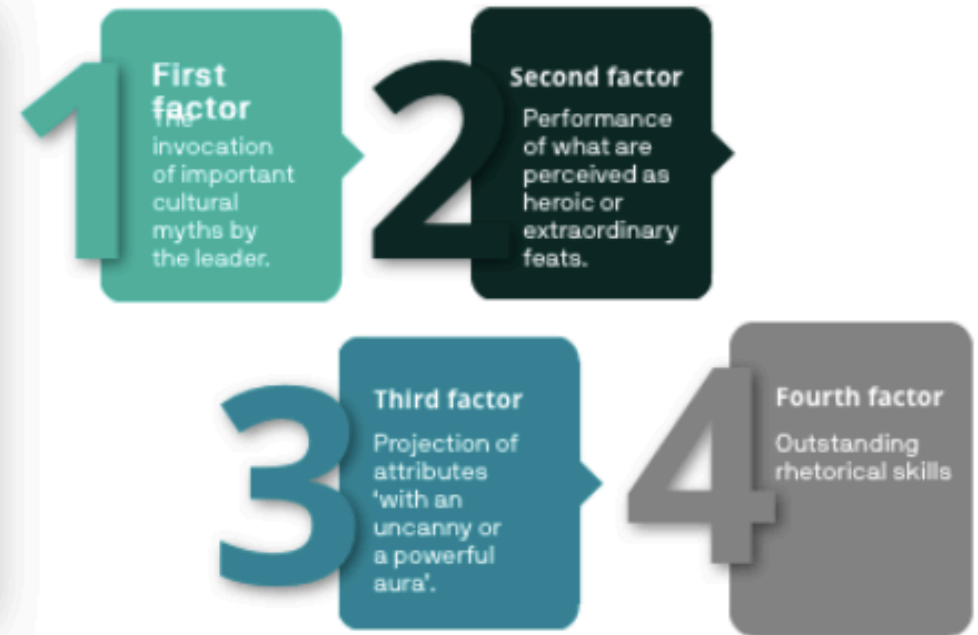 1
First
factor
The
invocation
of important
cultural
myths by
the leader.
2
Second factor
Performance
of what are
perceived as
heroic or
extraordinary
feats.
3
Third factor
Projection of
attributes
‘with an
uncanny or
a powerful
aura’.
4
Fourth factor
Outstanding
rhetorical skills